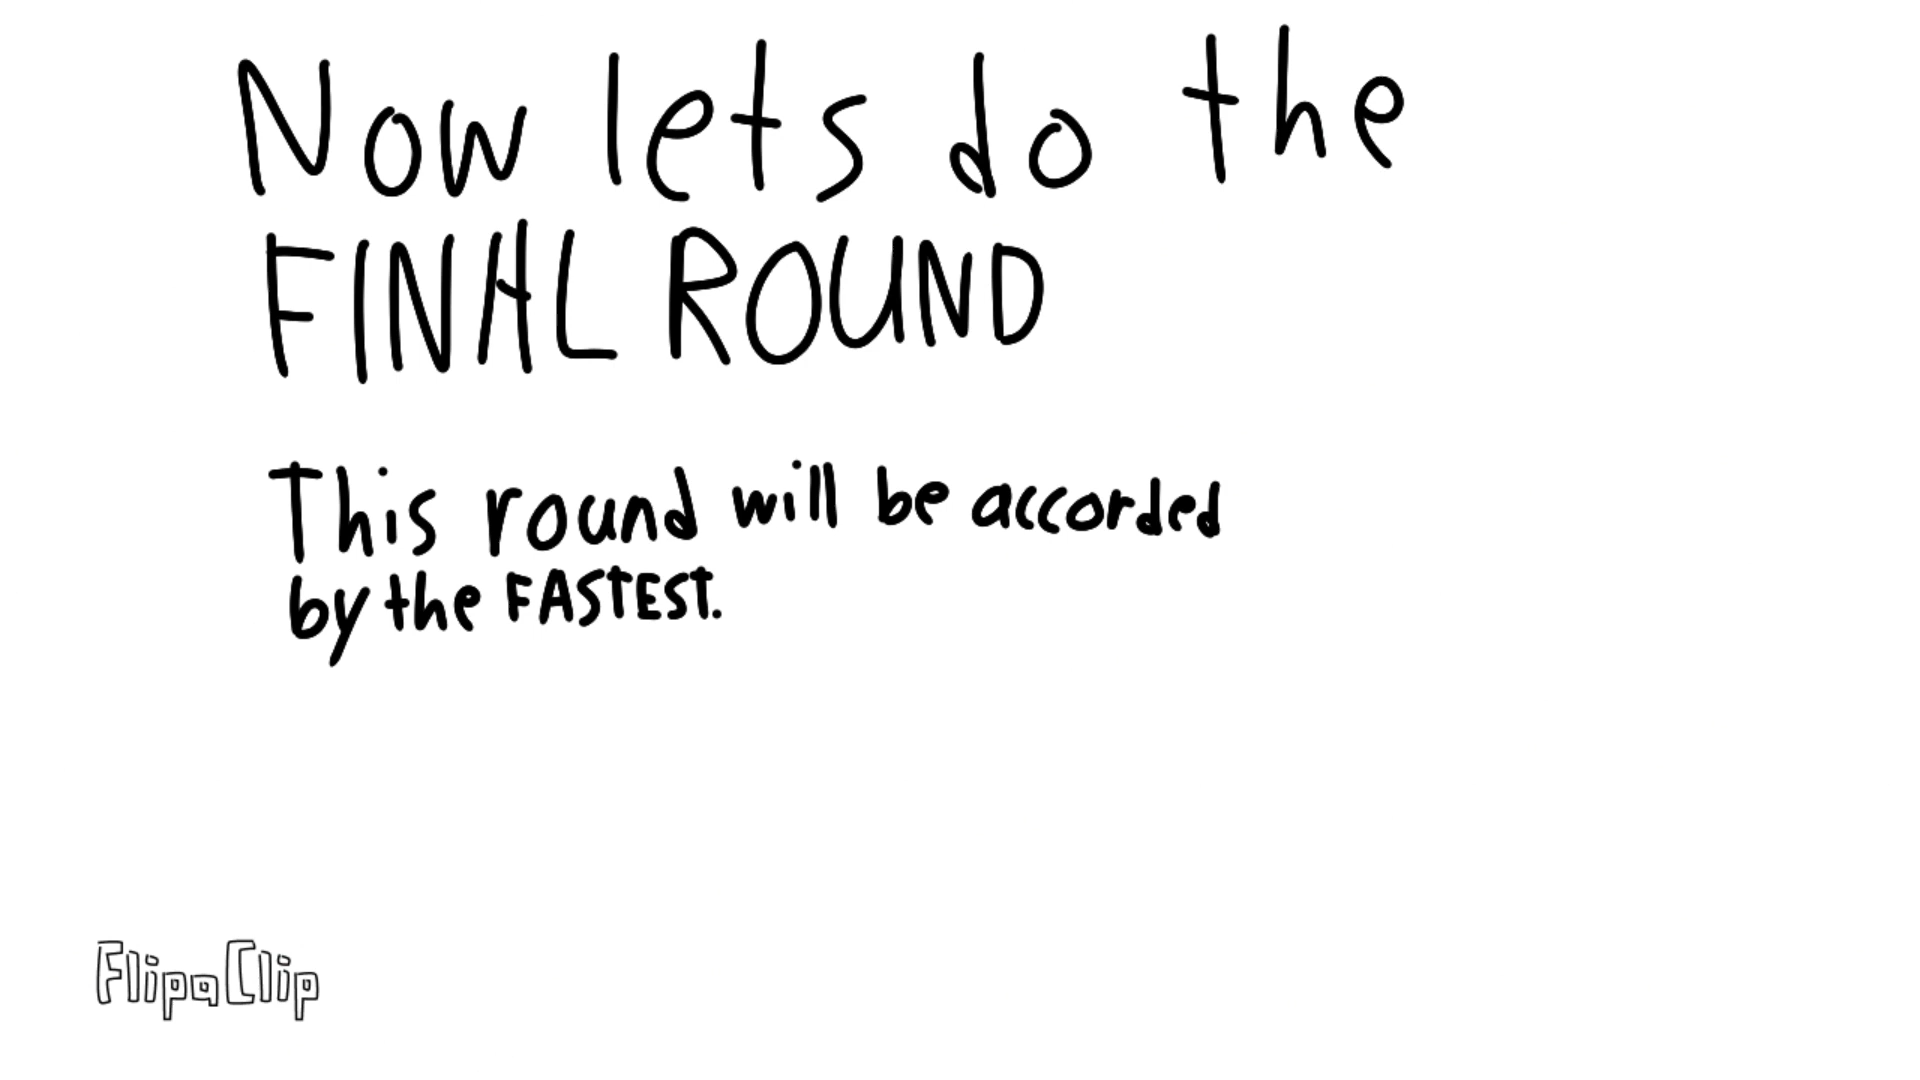 Now lets do the
FINAL ROUND
This round will be accorded
by the FASTEST.
FlipaClip